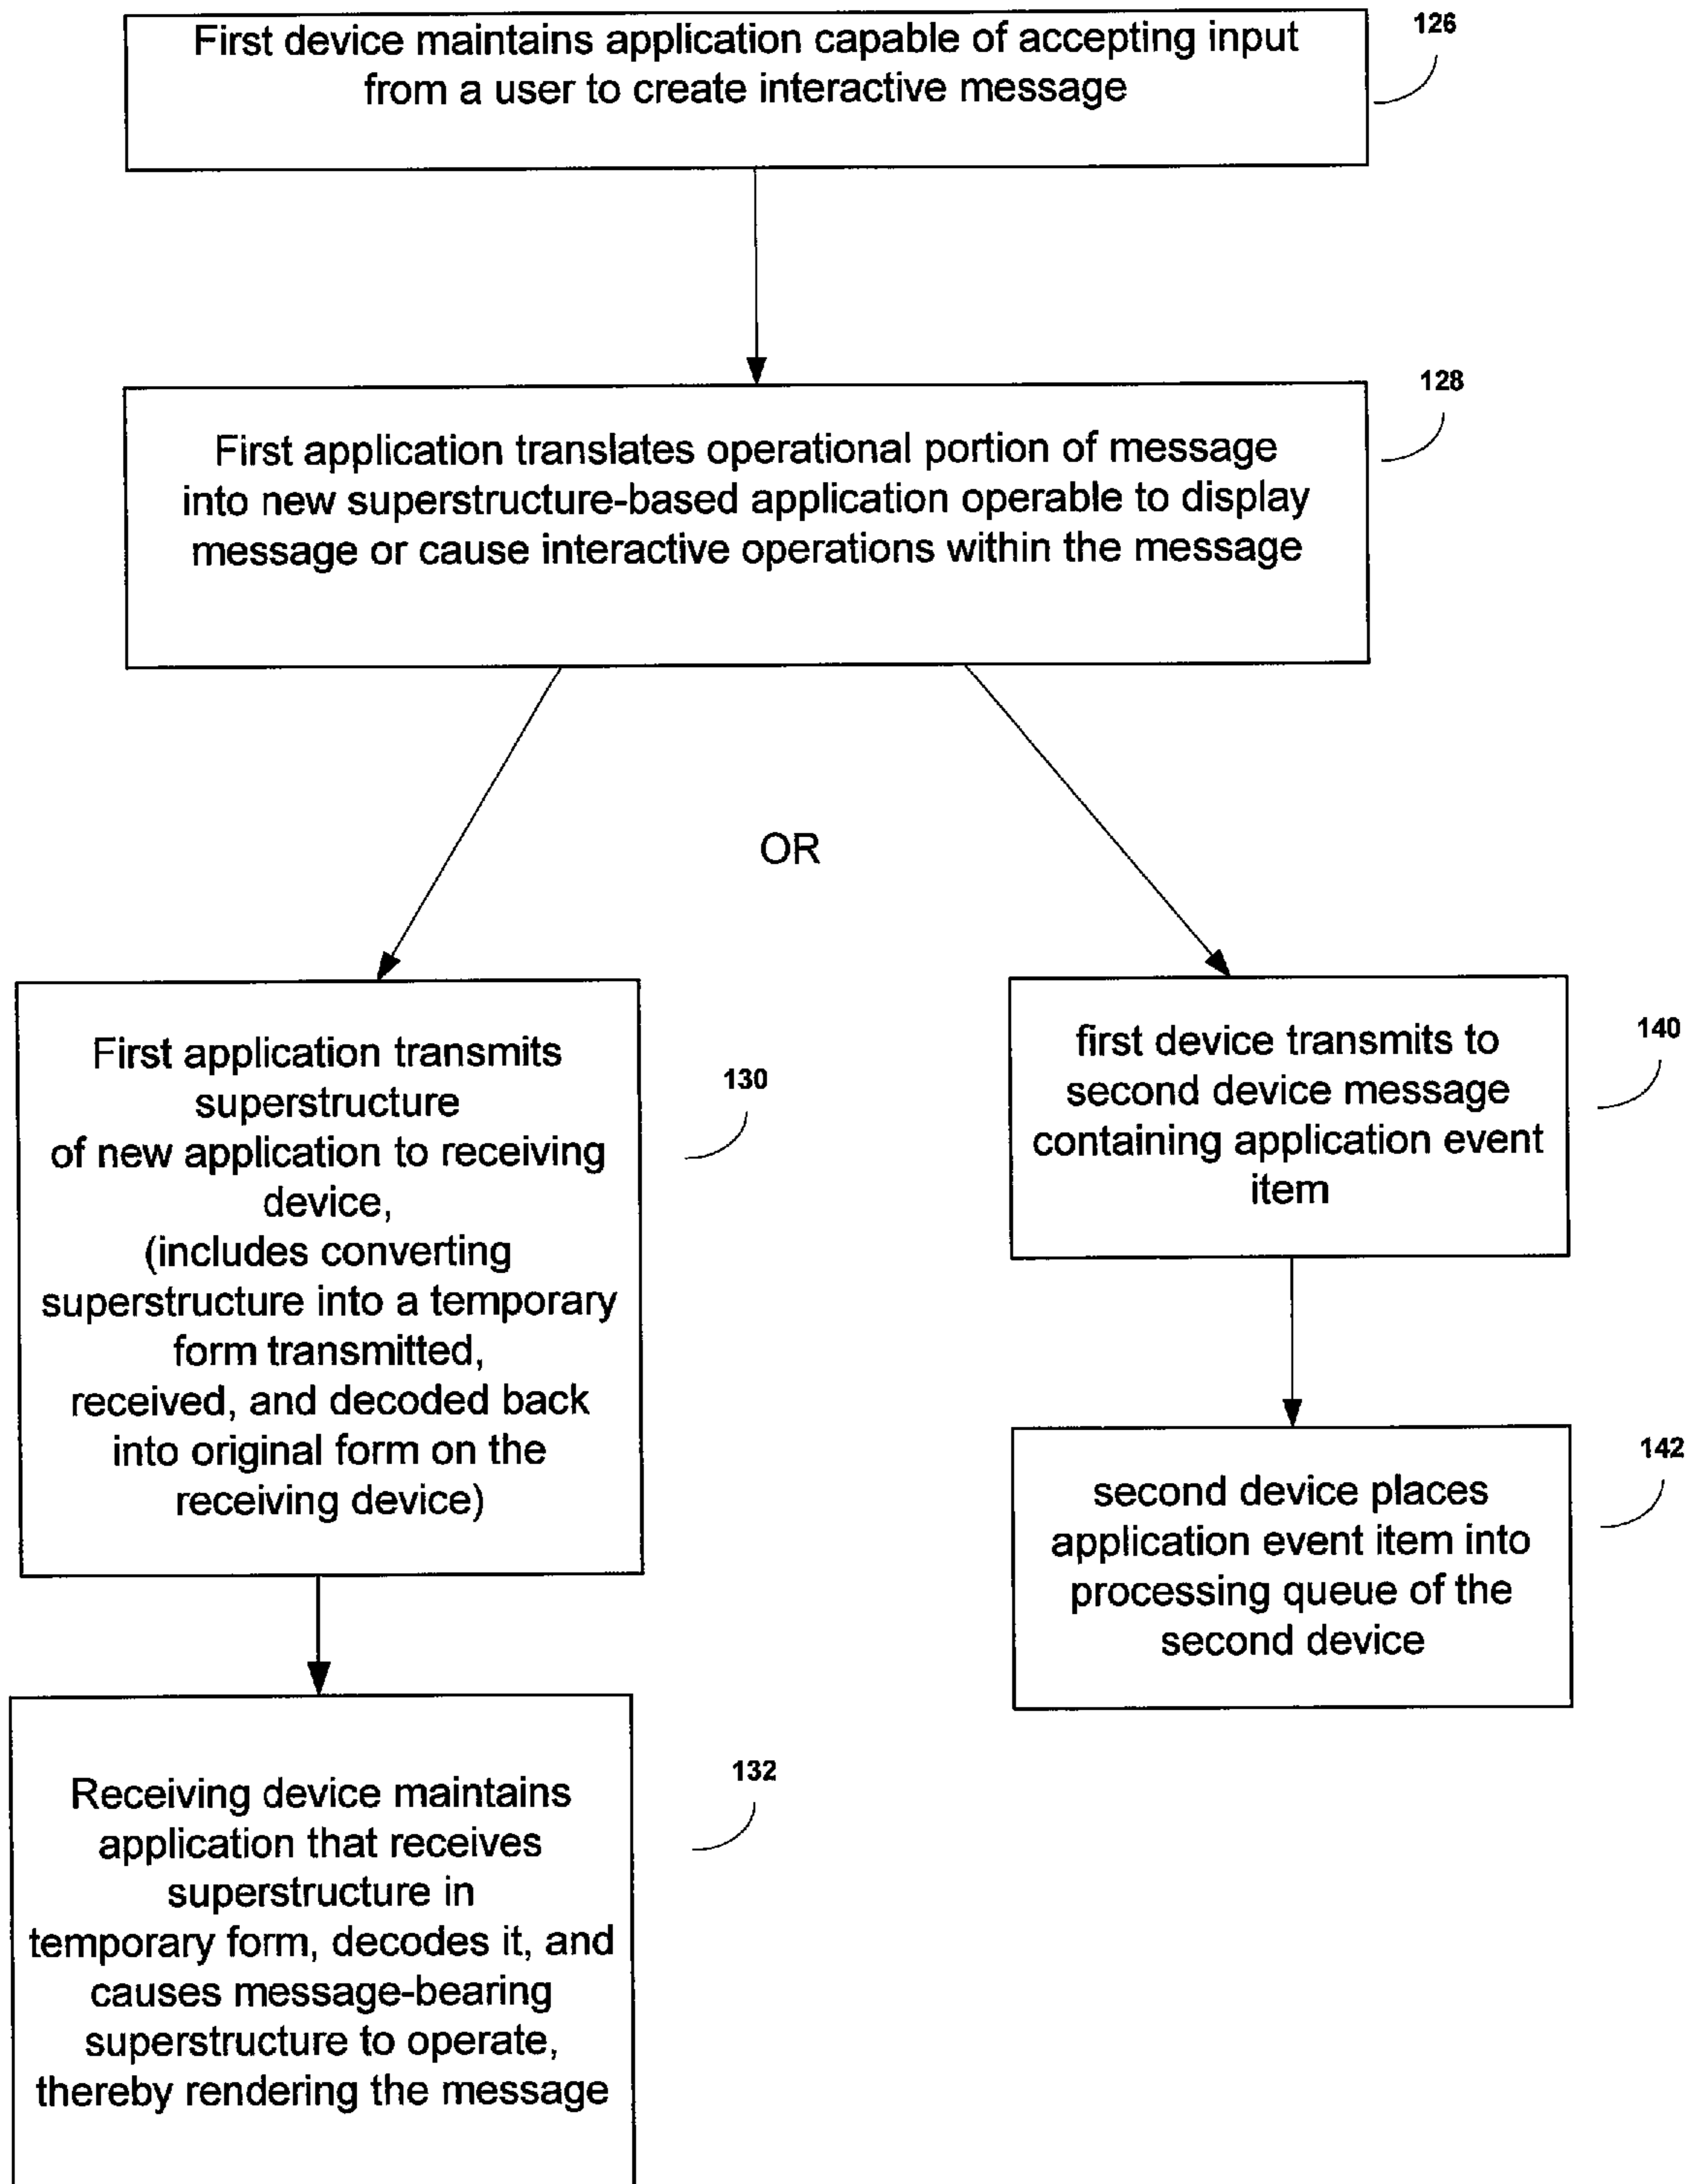 First device maintains application capable of accepting input
from a user to create interactive message
126
First application translates operational portion of message
into new superstructure-based application operable to display
message or cause interactive operations within the message
128
OR
First application transmits
superstructure
of new application to receiving
device,
(includes converting
superstructure into a temporary
form transmitted,
received, and decoded back
into original form on the
receiving device)
130
first device transmits to
second device message
containing application event
item
140
second device places
application event item into
processing queue of the
second device
142
Receiving device maintains
application that receives
superstructure in
temporary form, decodes it, and
causes message-bearing
superstructure to operate,
thereby rendering the message
132